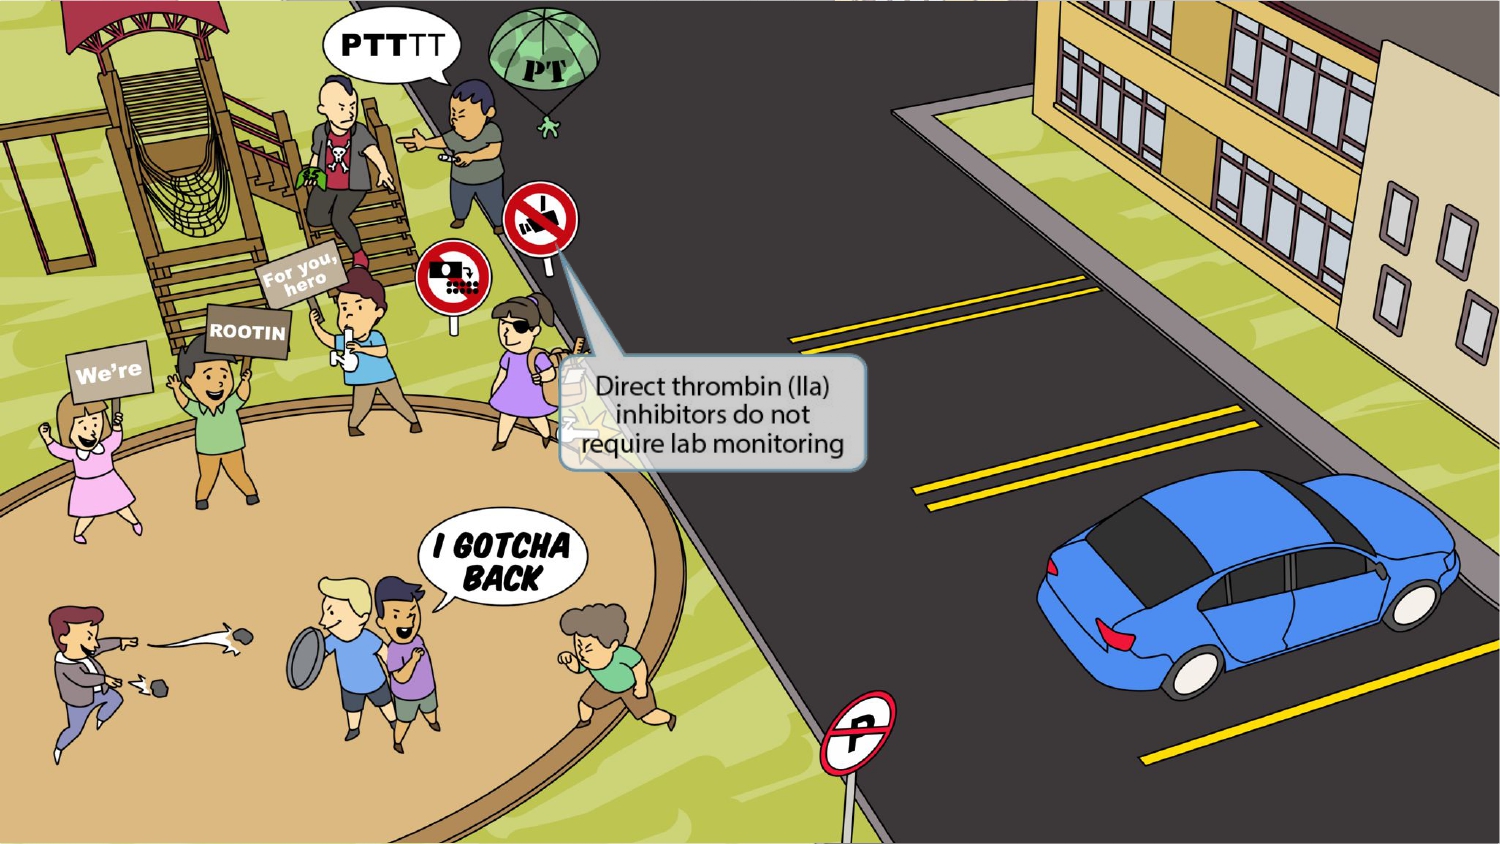 PTTTT
PT
For you,
hero
ROOTIN
We're
Direct thrombin (IIa)
inhibitors do not
require lab monitoring
I GOTCHA
BACK
P